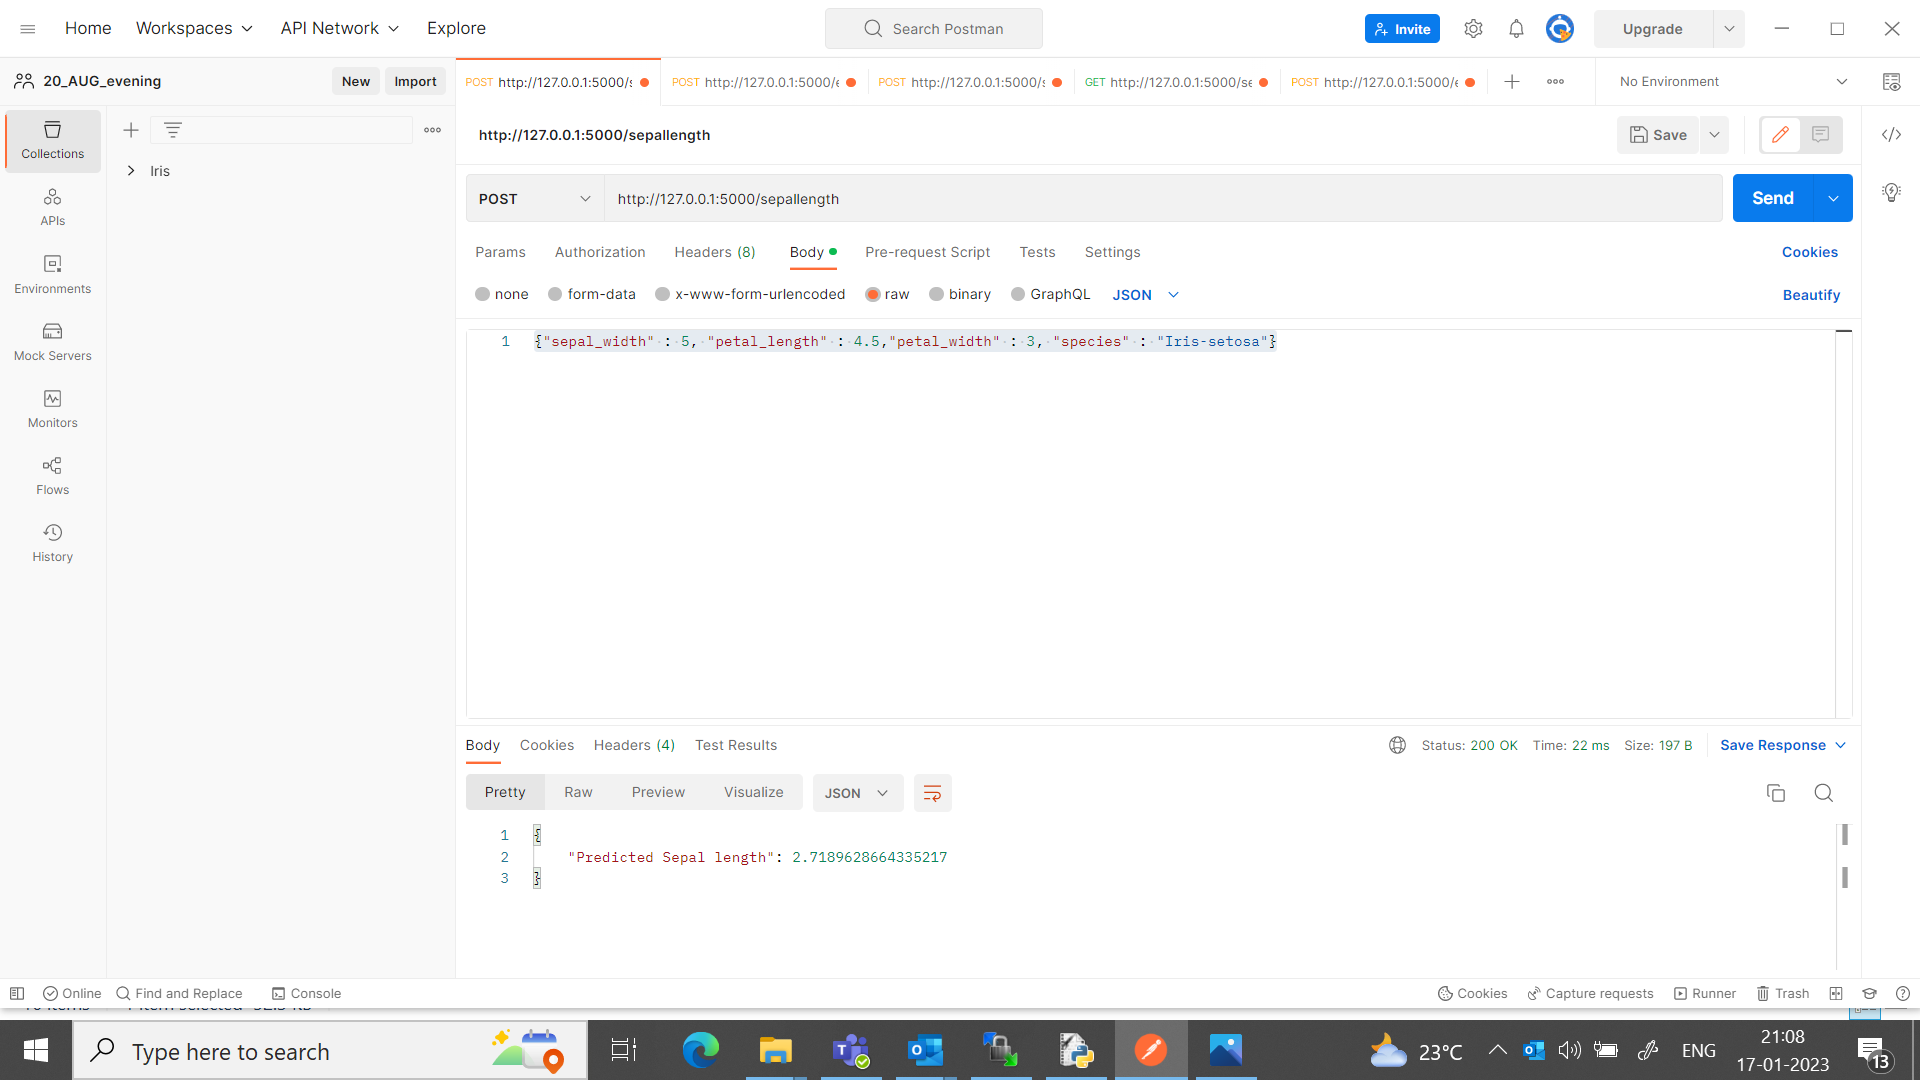 Home Workspaces API Network Explore Search Postman Invite Upgrade
20_AUG_evening New Import POST http://127.0.0.1:5000/s POST http://127.0.0.1:5000/e POST http://127.0.0.1:5000/s GET http://127.0.0.1:5000/se POST http://127.0.0.1:5000/e No Environment
Collections
Iris
APIs
Environments
Mock Servers
Monitors
Flows
History
http://127.0.0.1:5000/sepallength Save
POST http://127.0.0.1:5000/sepallength Send
Params Authorization Headers (8) Body Pre-request Script Tests Settings Cookies
none form-data x-www-form-urlencoded raw binary GraphQL JSON Beautify
1 {"sepal_width" : 5, "petal_length" : 4.5,"petal_width" : 3, "species" : "Iris-setosa"}
Body Cookies Headers (4) Test Results Status: 200 OK Time: 22 ms Size: 197 B Save Response
Pretty Raw Preview Visualize JSON
1 {
2 "Predicted Sepal length": 2.7189628664335217
3 }
Online Find and Replace Console Cookies Capture requests Runner Trash
Type here to search 23°C ENG 21:08
17-01-2023 13